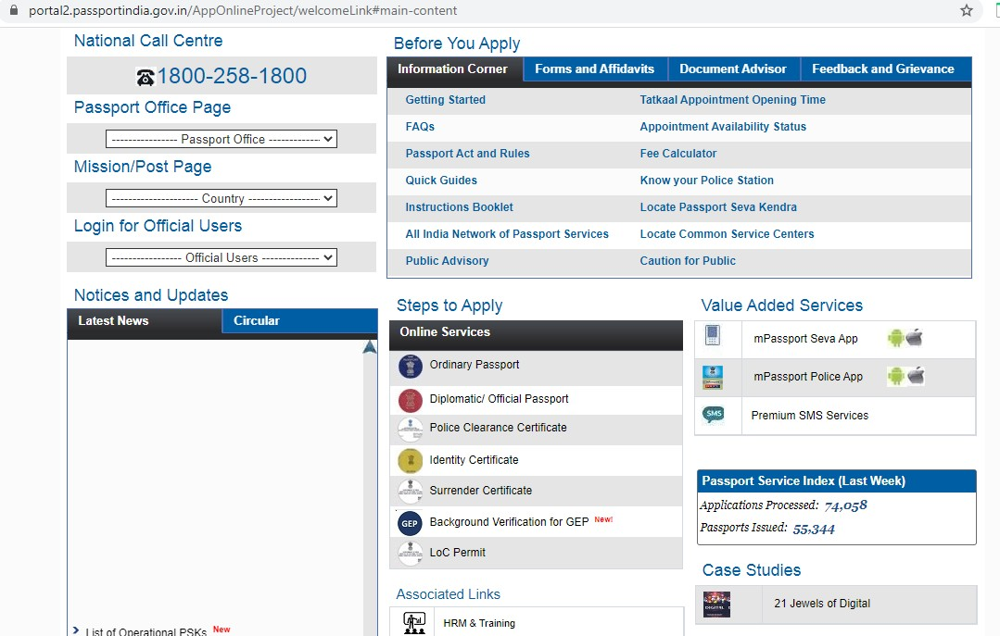 portal2.passportindia.gov.in/AppOnlineProject/welcomeLink#main-content
National Call Centre
1800-258-1800
Passport Office Page
---------------- Passport Office ------------
Mission/Post Page
--------------------- Country -----------------
Login for Official Users
----------------- Official Users --------------
Notices and Updates
Latest News
Circular
List of Operational PSKs New
Before You Apply
Information Corner
Forms and Affidavits
Document Advisor
Feedback and Grievance
Getting Started
Tatkaal Appointment Opening Time
FAQs
Appointment Availability Status
Passport Act and Rules
Fee Calculator
Quick Guides
Know your Police Station
Instructions Booklet
Locate Passport Seva Kendra
All India Network of Passport Services
Locate Common Service Centers
Public Advisory
Caution for Public
Steps to Apply
Online Services
Ordinary Passport
Diplomatic/ Official Passport
Police Clearance Certificate
Identity Certificate
Surrender Certificate
GEP
Background Verification for GEP New!
LoC Permit
Associated Links
HRM & Training
Value Added Services
mPassport Seva App
mPassport Police App
SMS
Premium SMS Services
Passport Service Index (Last Week)
Applications Processed: 74,058
Passports Issued: 55,344
Case Studies
DIGITAL
21 Jewels of Digital